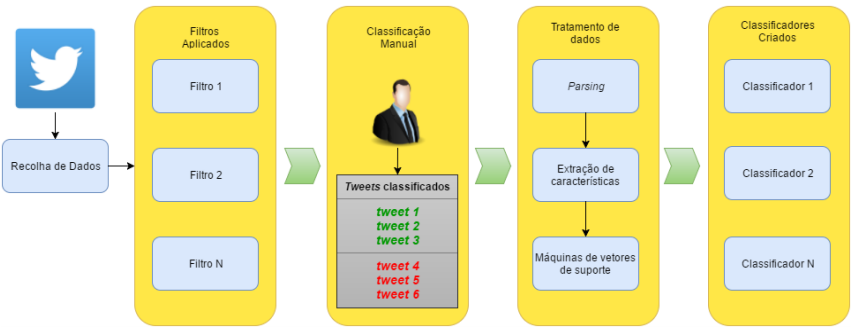 Recolha de Dados
Filtros
Aplicados
Filtro 1
Filtro 2
Filtro N
Classificação
Manual
Tweets classificados
tweet 1
tweet 2
tweet 3
tweet 4
tweet 5
tweet 6
Tratamento de
dados
Parsing
Extração de
características
Máquinas de vetores
de suporte
Classificadores
Criados
Classificador 1
Classificador 2
Classificador N